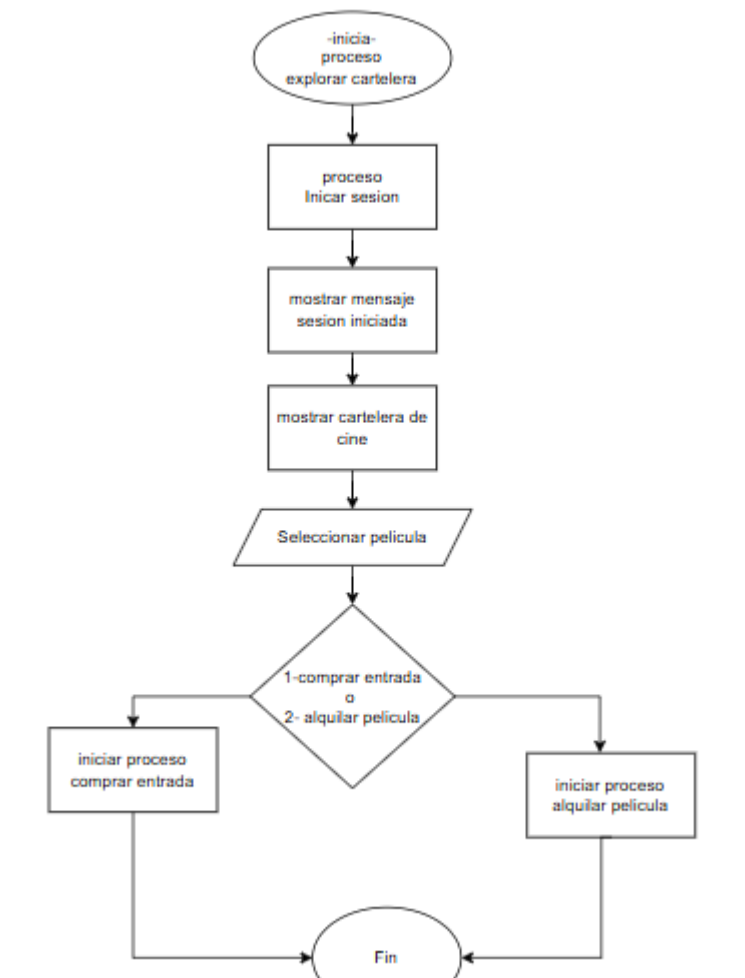 -inicia-
proceso
explorar cartelera
proceso
Inicar sesion
mostrar mensaje
sesion iniciada
mostrar cartelera de
cine
Seleccionar pelicula
1-comprar entrada
o
2- alquilar pelicula
iniciar proceso
comprar entrada
iniciar proceso
alquilar pelicula
Fin